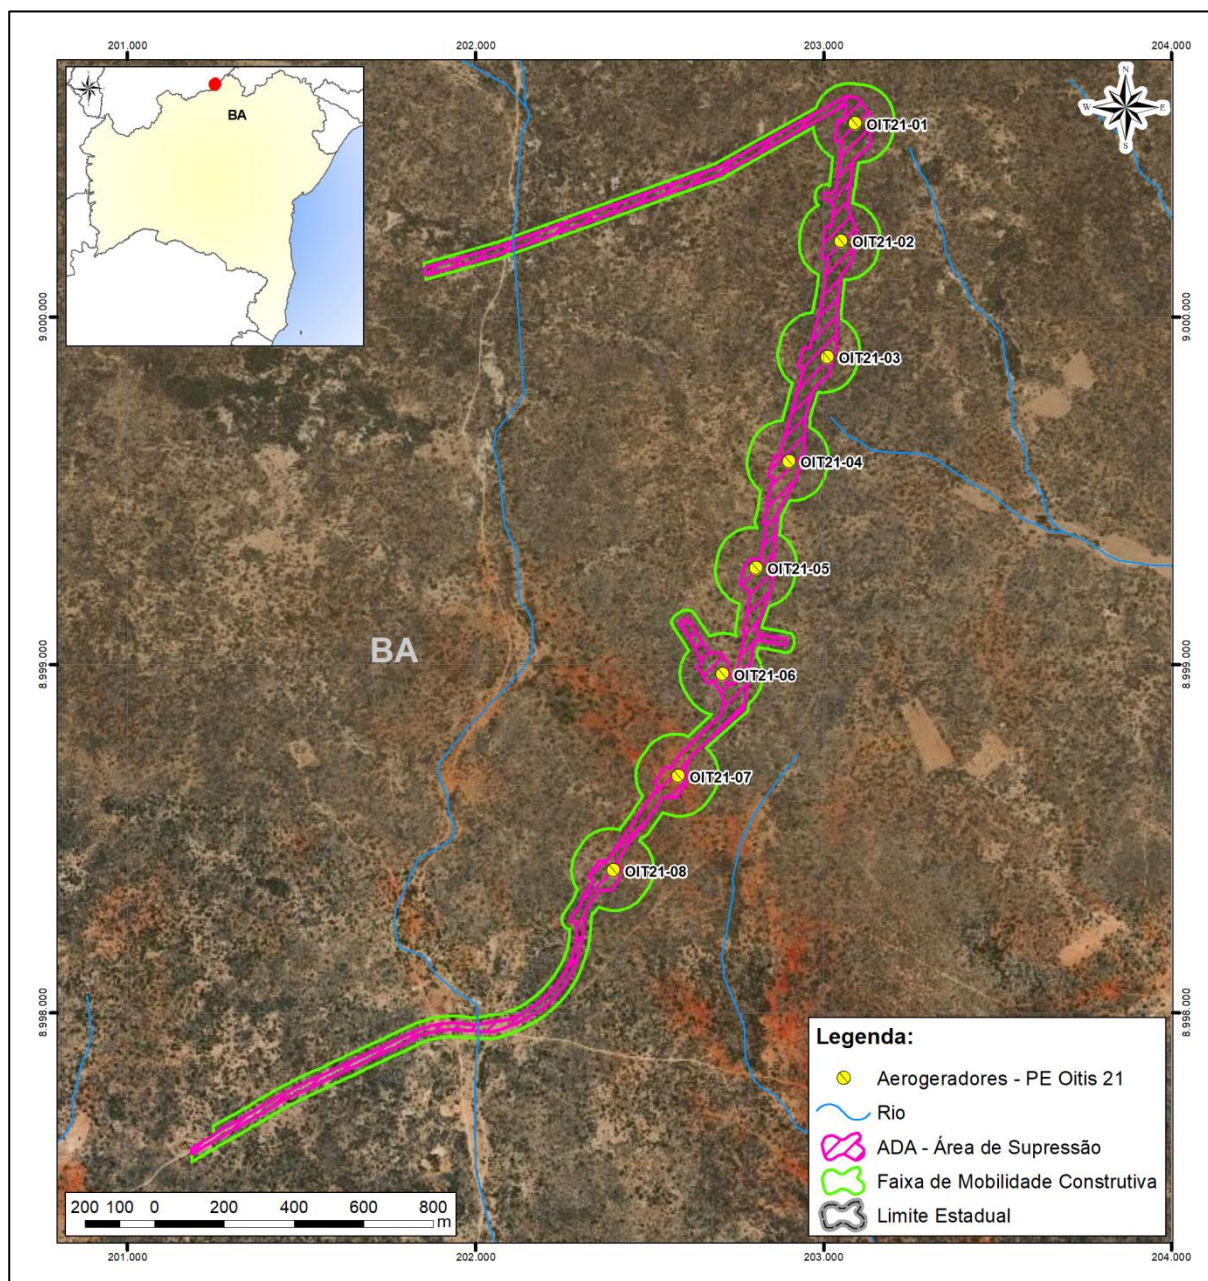 201.000
202.000
203.000
204.000
BA
N
W
E
S
OIT21-01
OIT21-02
OIT21-03
OIT21-04
OIT21-05
OIT21-06
OIT21-07
OIT21-08
BA
9.000.000
9.000.000
8.999.000
8.999.000
8.998.000
8.998.000
Legenda:
Aerogeradores - PE Oitis 21
Rio
ADA - Área de Supressão
Faixa de Mobilidade Construtiva
Limite Estadual
200 100 0 200 400 600 800
m
201.000
202.000
203.000
204.000